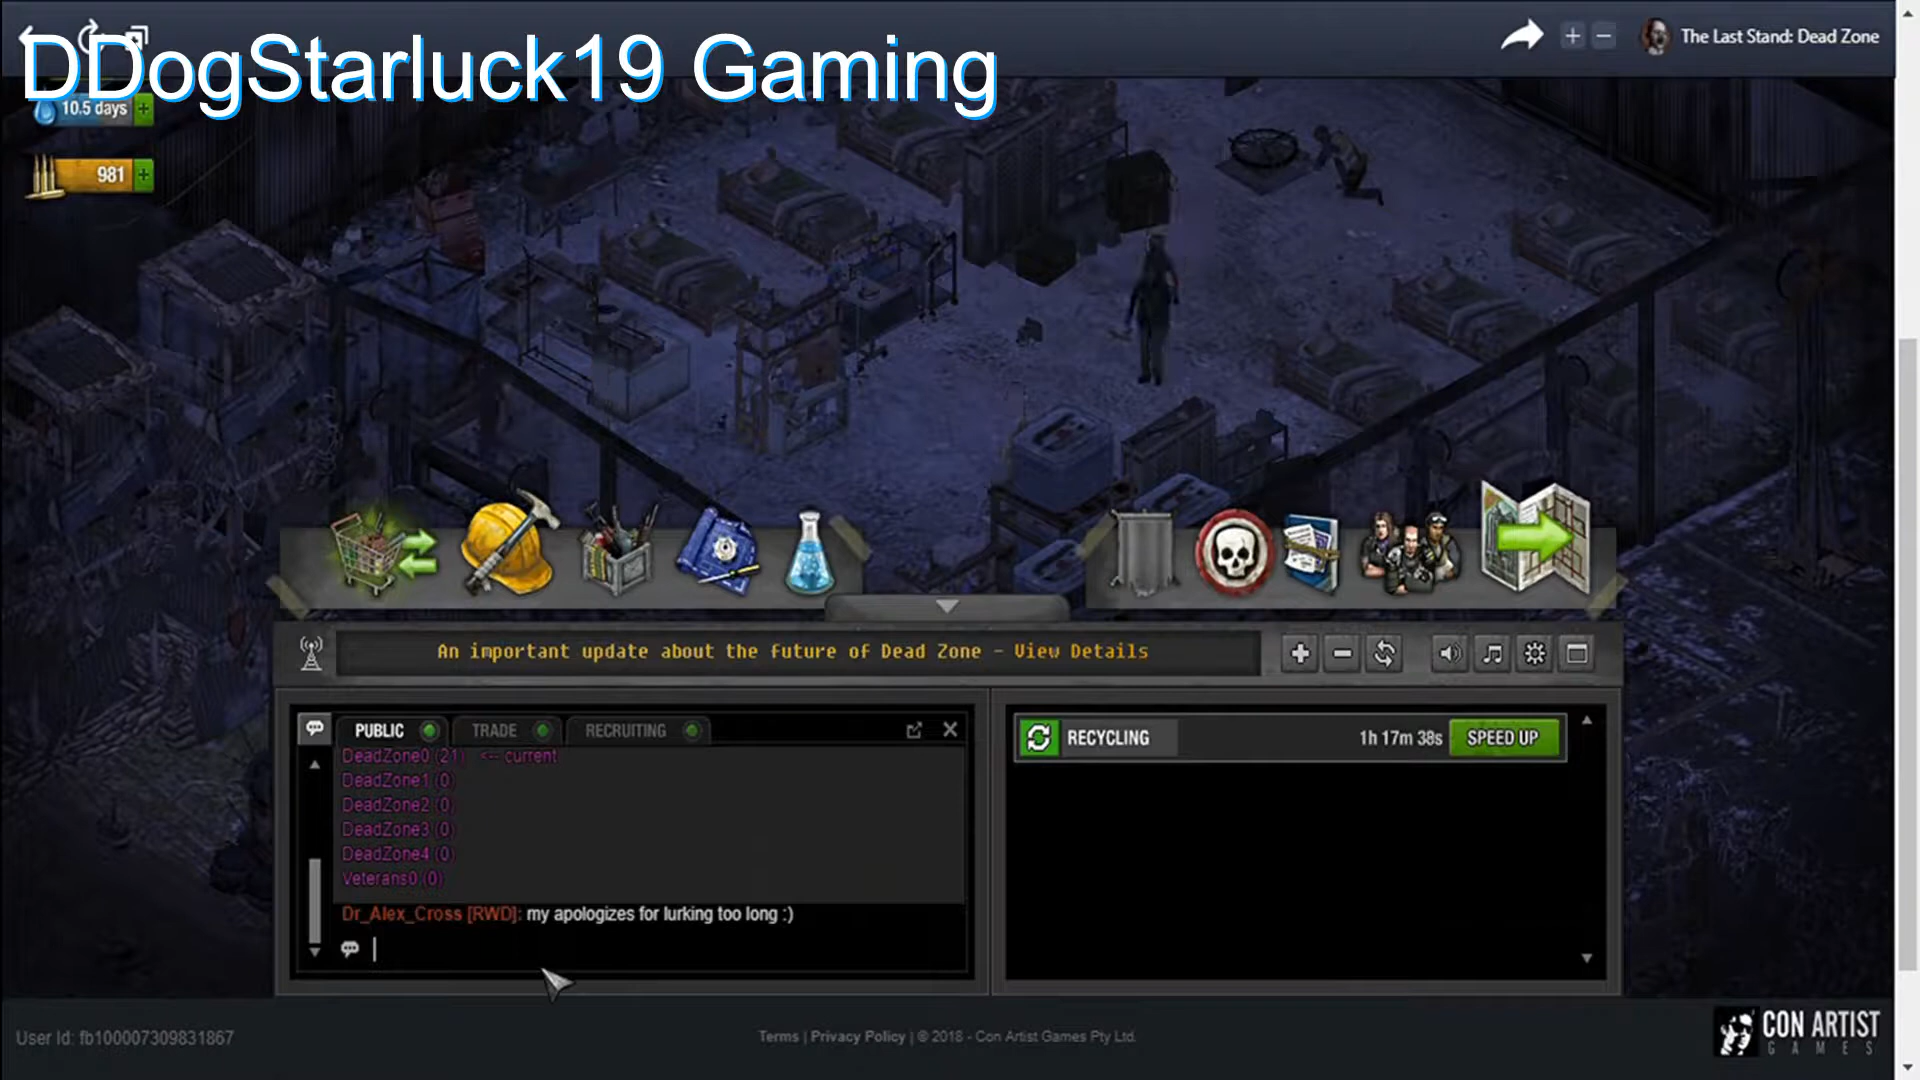 DDogStarluck19 Gaming
The Last Stand: Dead Zone
10.5 days
981
An important update about the future of Dead Zone - View Details
PUBLIC
TRADE
RECRUITING
DeadZone0 (21) <-- current
DeadZone1 (0)
DeadZone2 (0)
DeadZone3 (0)
DeadZone4 (0)
Veterans0 (0)
Dr_Alex_Cross [RWD]: my apologizes for lurking too long :)
RECYCLING
1h 17m 38s
SPEED UP
User Id: fb100007309831867
Terms | Privacy Policy | © 2018 - Con Artist Games Pty Ltd.
CON ARTIST
GAMES